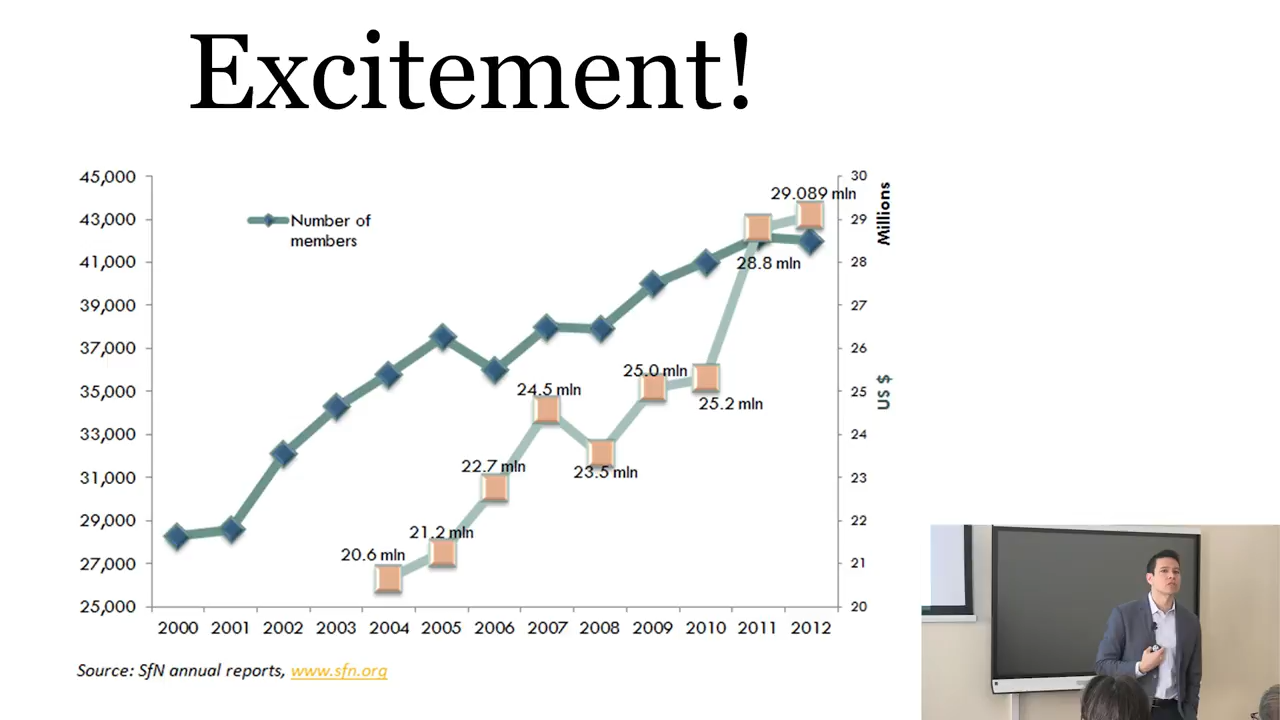 Excitement!
45,000
43,000
41,000
39,000
37,000
35,000
33,000
31,000
29,000
27,000
25,000
Number of
members
20.6 mln
21.2 mln
22.7 mln
24.5 mln
23.5 mln
25.0 mln
25.2 mln
28.8 mln
29.089 mln
30
29
28
27
26
25
24
23
22
21
20
Millions
US $
2000 2001 2002 2003 2004 2005 2006 2007 2008 2009 2010 2011 2012
Source: SfN annual reports, www.sfn.org